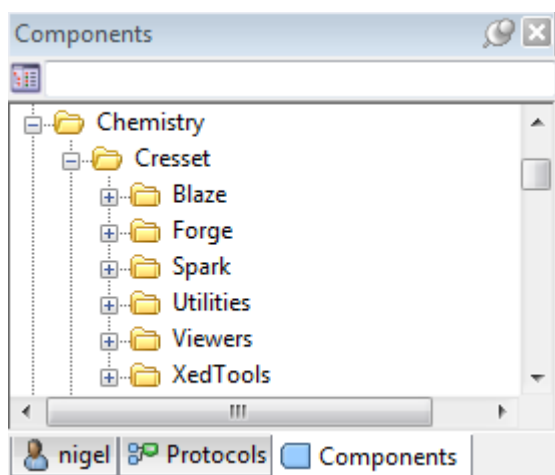 Components
Chemistry
Cresset
Blaze
Forge
Spark
Utilities
Viewers
XedTools
nigel Protocols Components